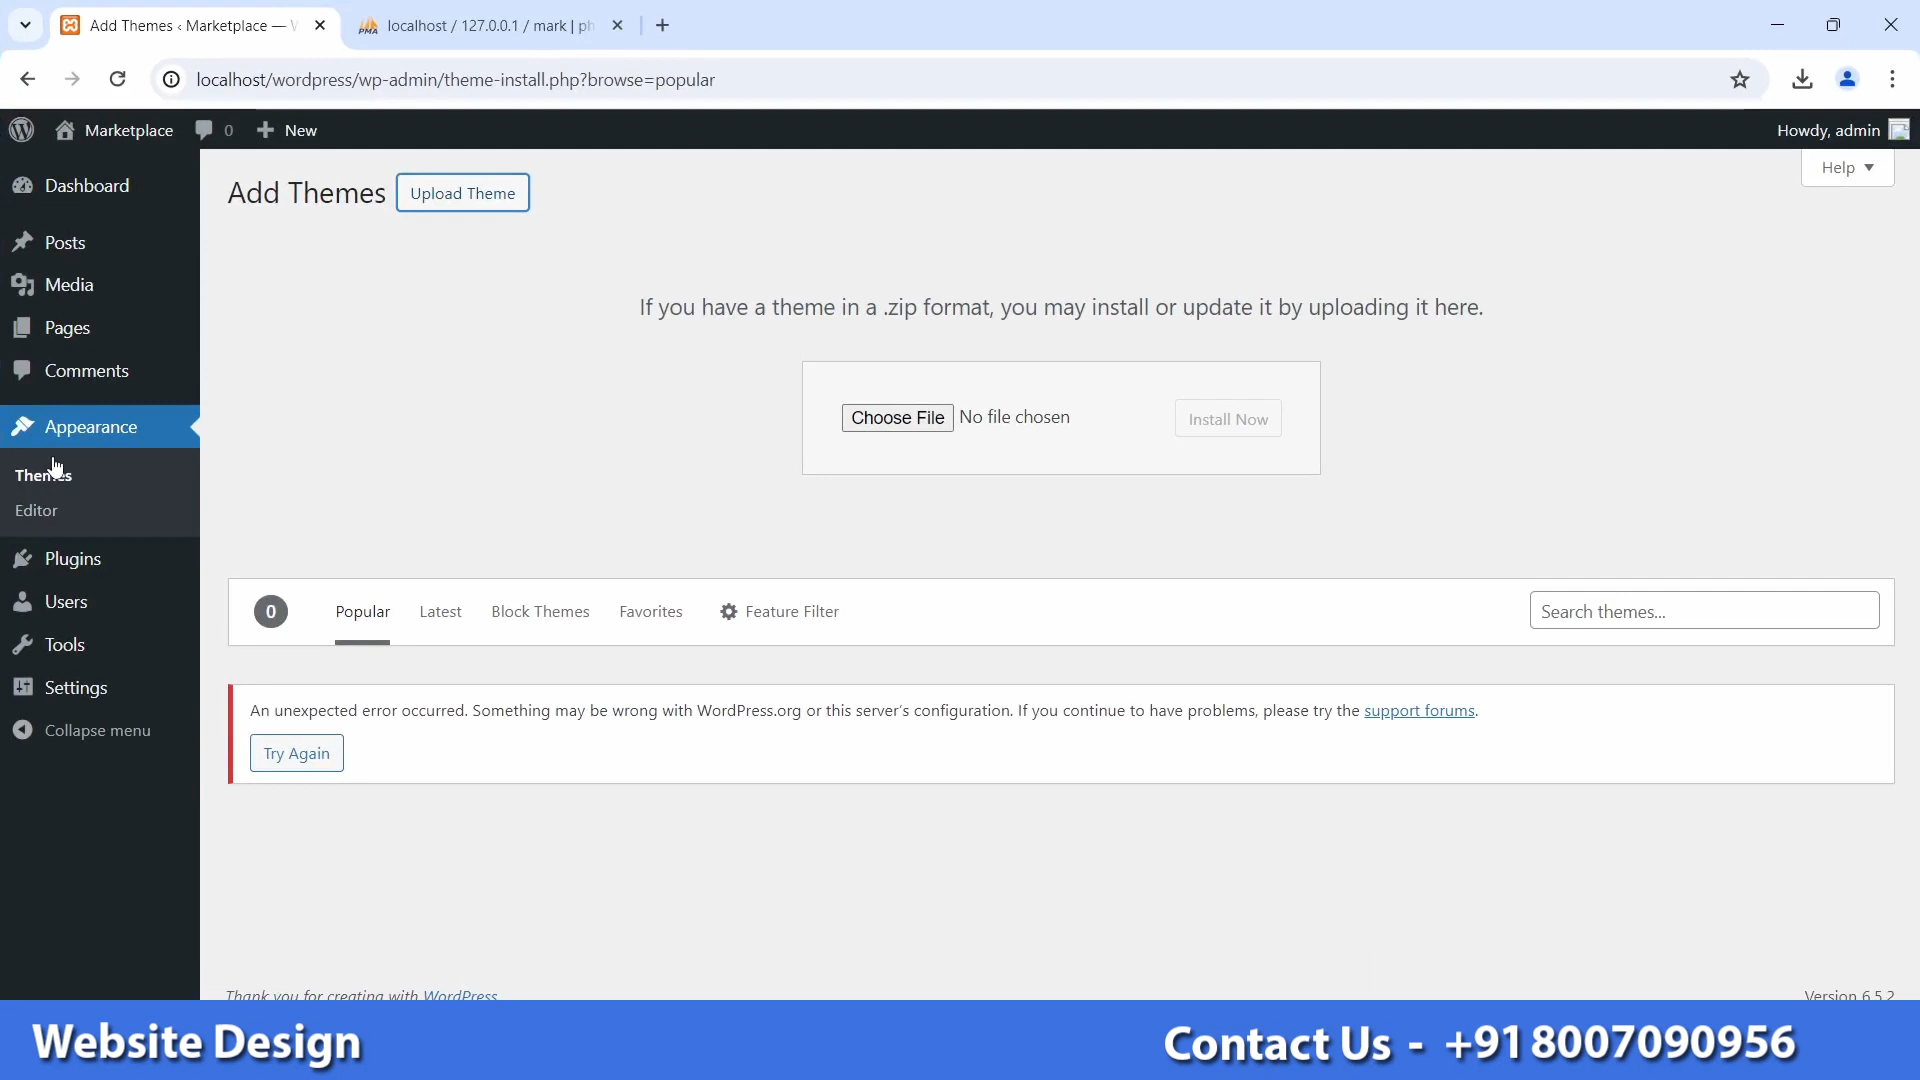 Add Themes ‹ Marketplace —
localhost / 127.0.0.1 / mark | ph
localhost/wordpress/wp-admin/theme-install.php?browse=popular
Marketplace
0
New
Howdy, admin
Dashboard
Posts
Media
Pages
Comments
Appearance
Themes
Editor
Plugins
Users
Tools
Settings
Collapse menu
Add Themes
Upload Theme
Help
If you have a theme in a .zip format, you may install or update it by uploading it here.
Choose File No file chosen
Install Now
0
Popular
Latest
Block Themes
Favorites
Feature Filter
Search themes...
An unexpected error occurred. Something may be wrong with WordPress.org or this server's configuration. If you continue to have problems, please try the support forums.
Try Again
Thank you for creating with WordPress
Version 6.5.2
Website Design
Contact Us - +91 8007090956